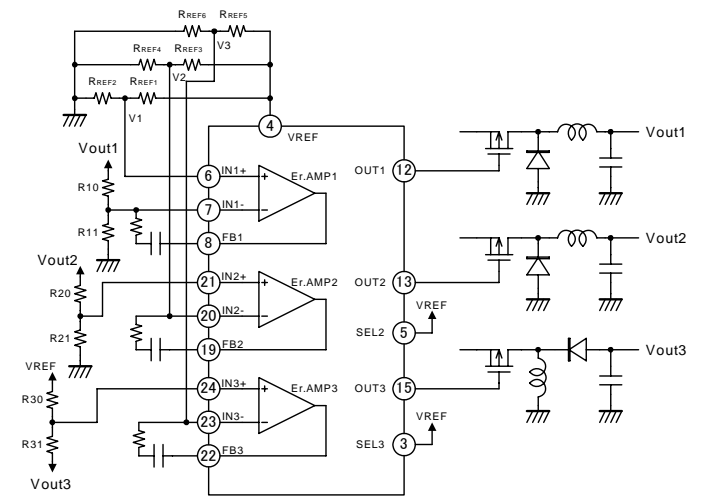 RREF6 RREF5
V3
RREF4 RREF3
V2
RREF2 RREF1
V1
4
VREF
Vout1
R10
R11
6 IN1+
7 IN1-
8 FB1
Er.AMP1
+
-
OUT1 12
Vout1
Vout2
R20
R21
21 IN2+
20 IN2-
19 FB2
Er.AMP2
+
-
OUT2 13
Vout2
VREF
SEL2 5
VREF
R30
R31
Vout3
24 IN3+
23 IN3-
22 FB3
Er.AMP3
+
-
OUT3 15
Vout3
VREF
SEL3 3